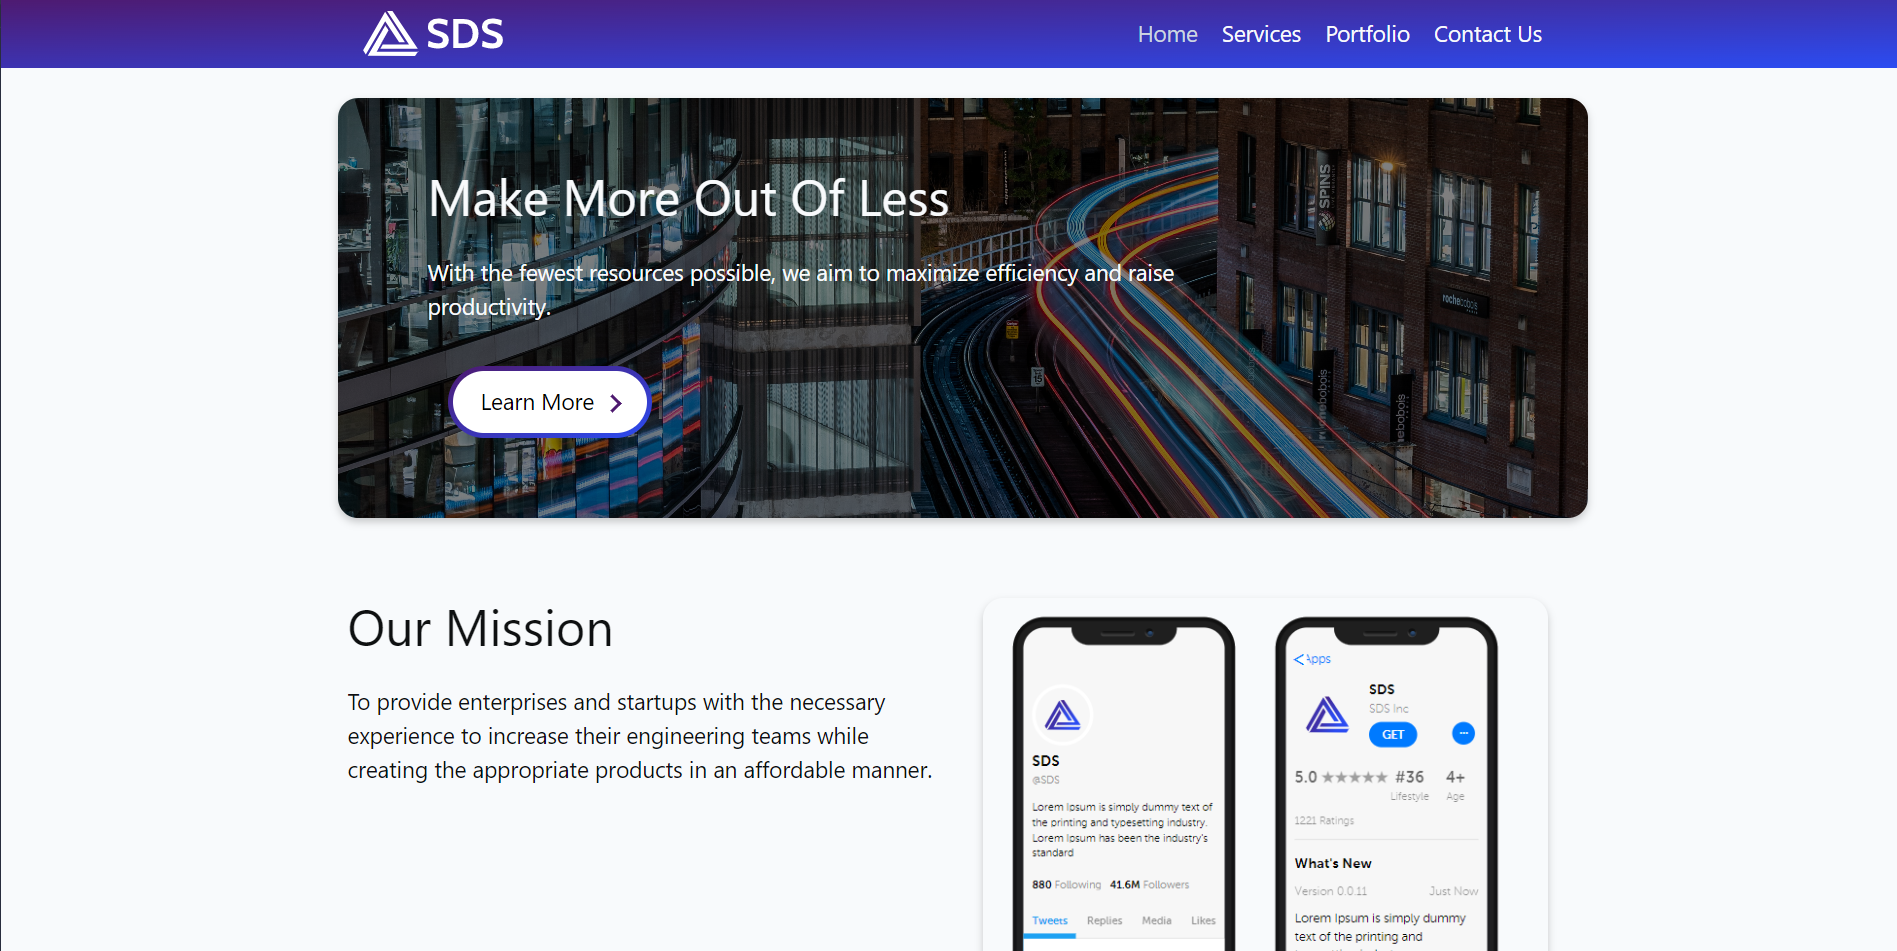 SDS
Home Services Portfolio Contact Us
Make More Out Of Less
With the fewest resources possible, we aim to maximize efficiency and raise
productivity.
Learn More
SPINS
rochebobois
PARIS
rochebobois
Our Mission
To provide enterprises and startups with the necessary
experience to increase their engineering teams while
creating the appropriate products in an affordable manner.
SDS
@SDS
Lorem Ipsum is simply dummy text of
the printing and typesetting industry.
Lorem Ipsum has been the industry's
standard
880 Following 41.6M Followers
Tweets Replies Media Likes
Apps
SDS
SDS Inc
GET
5.0 ★★★★★ #36 4+
Lifestyle Age
1221 Ratings
What's New
Version 0.0.11 Just Now
Lorem Ipsum is simply dummy
text of the printing and